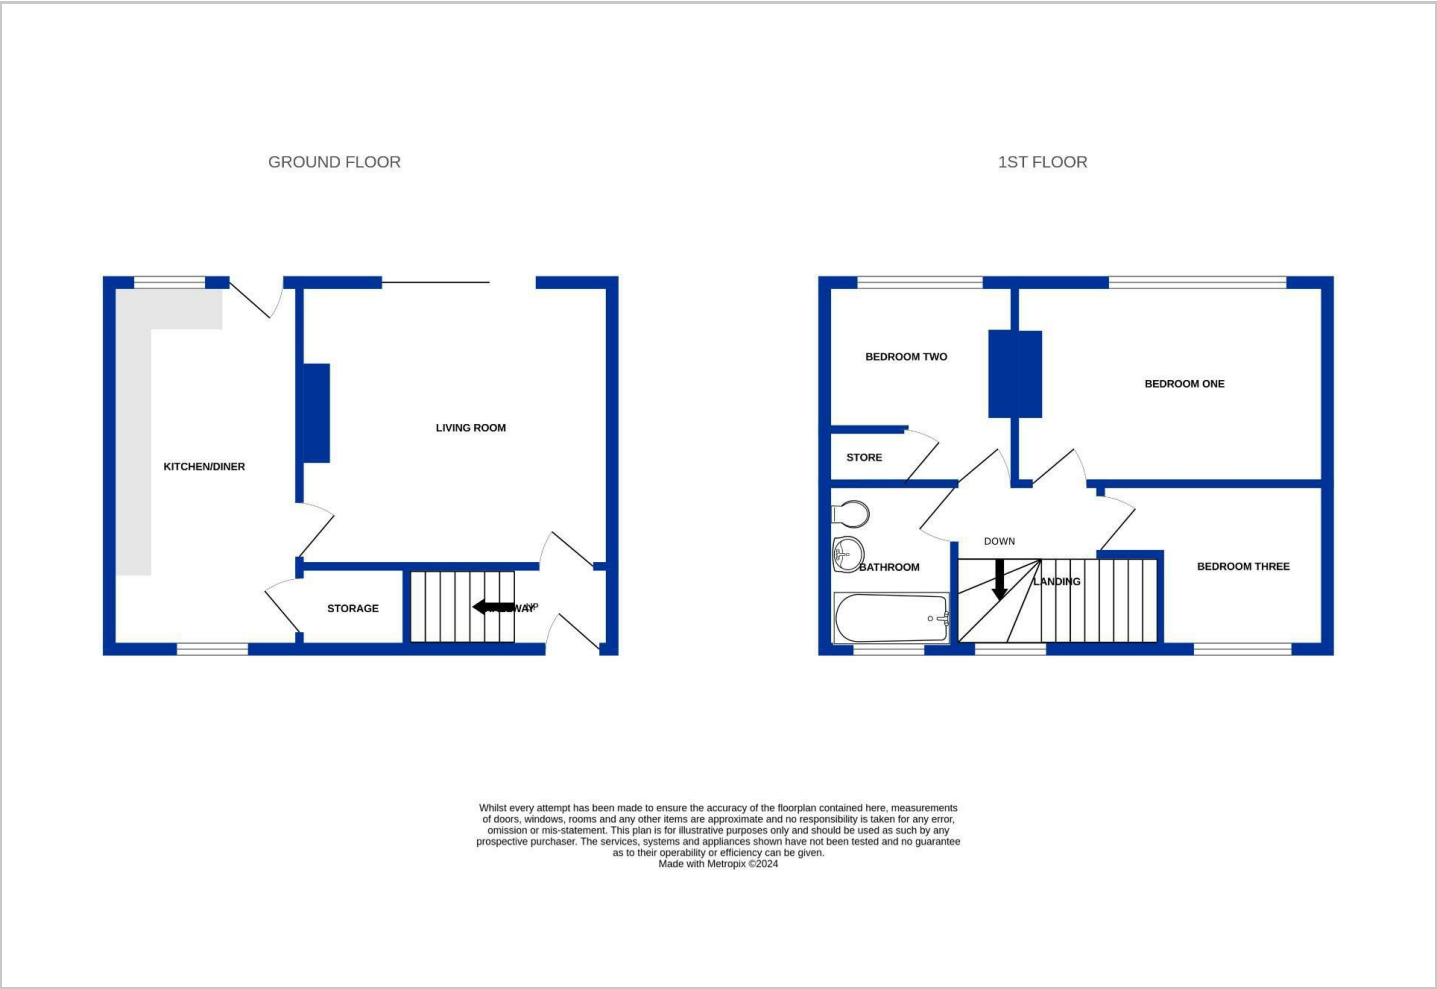 GROUND FLOOR
1ST FLOOR
BEDROOM TWO
BEDROOM ONE
LIVING ROOM
STORE
KITCHEN/DINER
DOWN
BATHROOM
BEDROOM THREE
LANDING
STORAGE
UP
Whilst every attempt has been made to ensure the accuracy of the floorplan contained here, measurements
of doors, windows, rooms and any other items are approximate and no responsibility is taken for any error,
omission or mis-statement. This plan is for illustrative purposes only and should be used as such by any
prospective purchaser. The services, systems and appliances shown have not been tested and no guarantee
as to their operability or efficiency can be given.
Made with Metropix ©2024